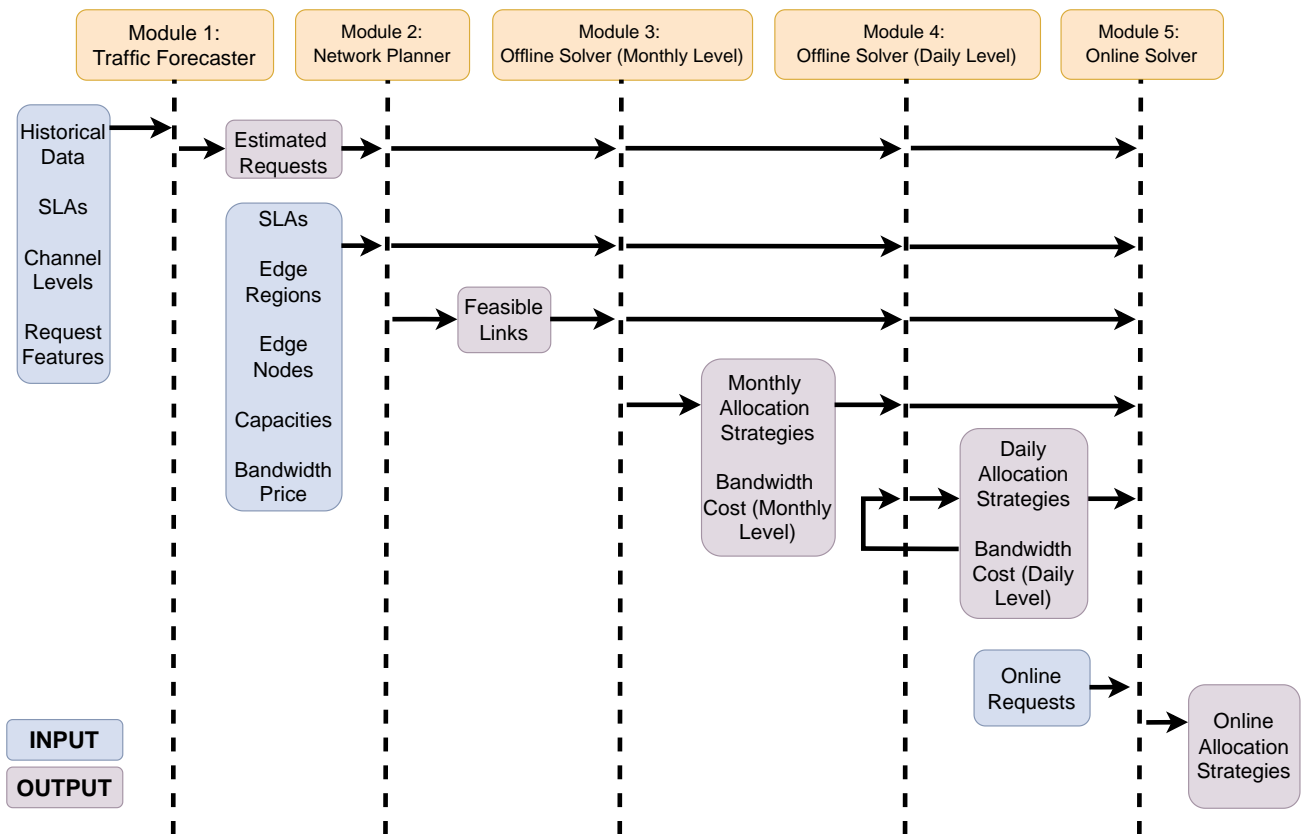 Module 1:
Traffic Forecaster
Module 2:
Network Planner
Module 3:
Offline Solver (Monthly Level)
Module 4:
Offline Solver (Daily Level)
Module 5:
Online Solver
Historical
Data
SLAs
Channel
Levels
Request
Features
Estimated
Requests
SLAs
Edge
Regions
Edge
Nodes
Capacities
Bandwidth
Price
Feasible
Links
Monthly
Allocation
Strategies
Bandwidth
Cost (Monthly
Level)
Daily
Allocation
Strategies
Bandwidth
Cost (Daily
Level)
Online
Requests
Online
Allocation
Strategies
INPUT
OUTPUT